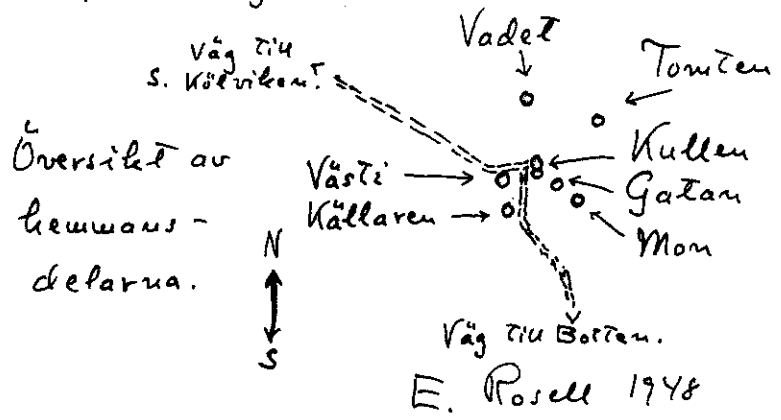 Vadet
Väg till
S. Kölviken.
Tomten
Översikt av
hemmans-
delarna.
Västi
Källaren
Kullen
Gatan
Mon
N
S
Väg till Botten.
E. Rosell 1948